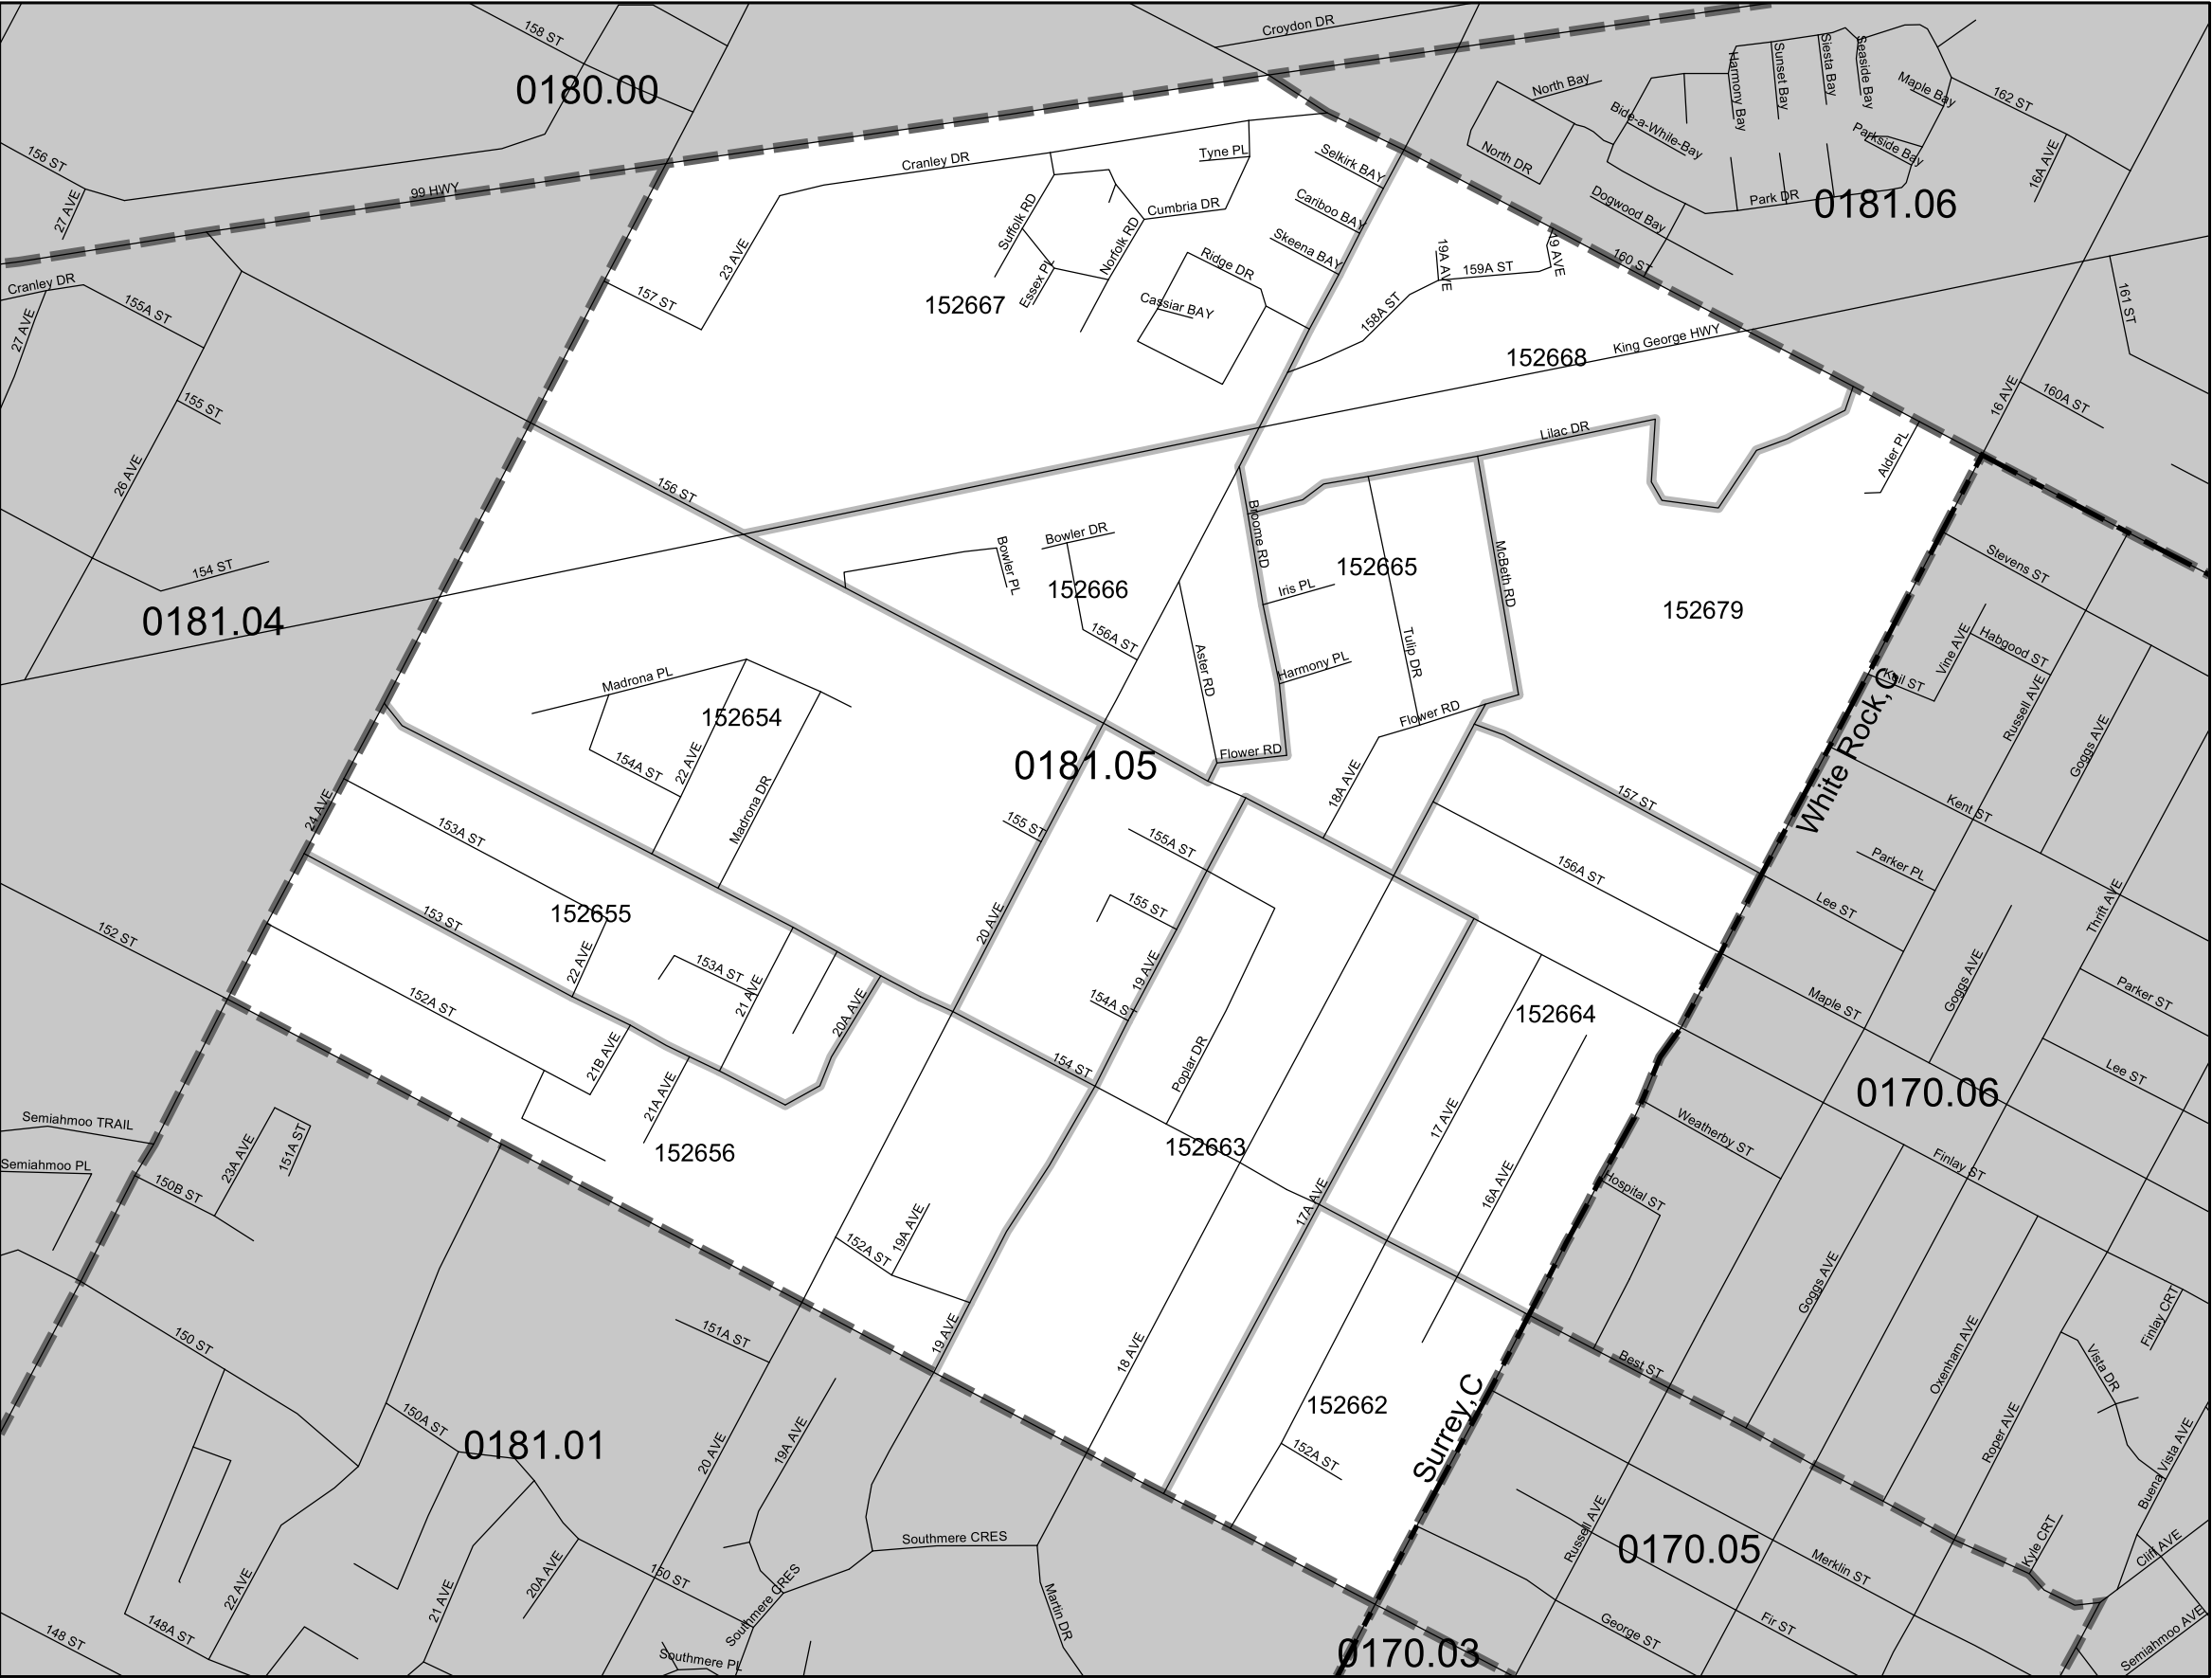 Croydon DR
158 ST
0180.00
North Bay
Harmony Bay
Sunset Bay
Siesta Bay
Seaside Bay
Maple Bay
162 ST
Bide-a-While-Bay
Parkside Bay
156 ST
27 AVE
99 HWY
Cranley DR
Tyne PL
Selkirk BAY
North DR
16A AVE
Park DR
0181.06
Dogwood Bay
Cariboo BAY
Cumbria DR
Suffolk RD
Norfolk RD
Skeena BAY
23 AVE
Ridge DR
19A AVE
159A ST
19 AVE
160 ST
Essex PL
Cranley DR
155A ST
27 AVE
157 ST
152667
Cassiar BAY
158A ST
161 ST
King George HWY
152668
155 ST
16 AVE
160A ST
Lilac DR
Alder PL
26 AVE
156 ST
Broome RD
Bowler DR
Bowler PL
McBeth RD
Stevens ST
154 ST
152665
Iris PL
152666
152679
0181.04
156A ST
Tulip DR
Vine AVE
Habgood ST
Aster RD
Harmony PL
Keil ST
Madrona PL
152654
Russell AVE
Flower RD
White Rock, C
Goggs AVE
22 AVE
154A ST
0181.05
Flower RD
18A AVE
157 ST
24 AVE
153A ST
Madrona DR
155 ST
155A ST
Kent ST
156A ST
Parker PL
152655
153 ST
152 ST
155 ST
Lee ST
Thrift AVE
20 AVE
22 AVE
153A ST
21 AVE
19 AVE
Goggs AVE
Parker ST
152A ST
20A AVE
154A ST
152664
Maple ST
21B AVE
154 ST
Poplar DR
Lee ST
0170.06
21A AVE
17 AVE
Semiahmoo TRAIL
151A ST
23A AVE
152656
152663
Weatherby ST
Semiahmoo PL
150B ST
Finlay ST
Hospital ST
16A AVE
17A AVE
19A AVE
152A ST
Goggs AVE
Finlay CRT
151A ST
19 AVE
18 AVE
150 ST
Best ST
Oxenham AVE
Vista DR
152662
Surrey, C
150A ST
0181.01
20 AVE
19A AVE
152A ST
Roper AVE
Buena Vista AVE
Southmere CRES
Russell AVE
0170.05
Kyle CRT
Cliff AVE
22 AVE
21 AVE
20A AVE
150 ST
Southmere CRES
Martin DR
Merklin ST
148A ST
148 ST
George ST
Fir ST
Semiahmoo AVE
Southmere PL
0170.03